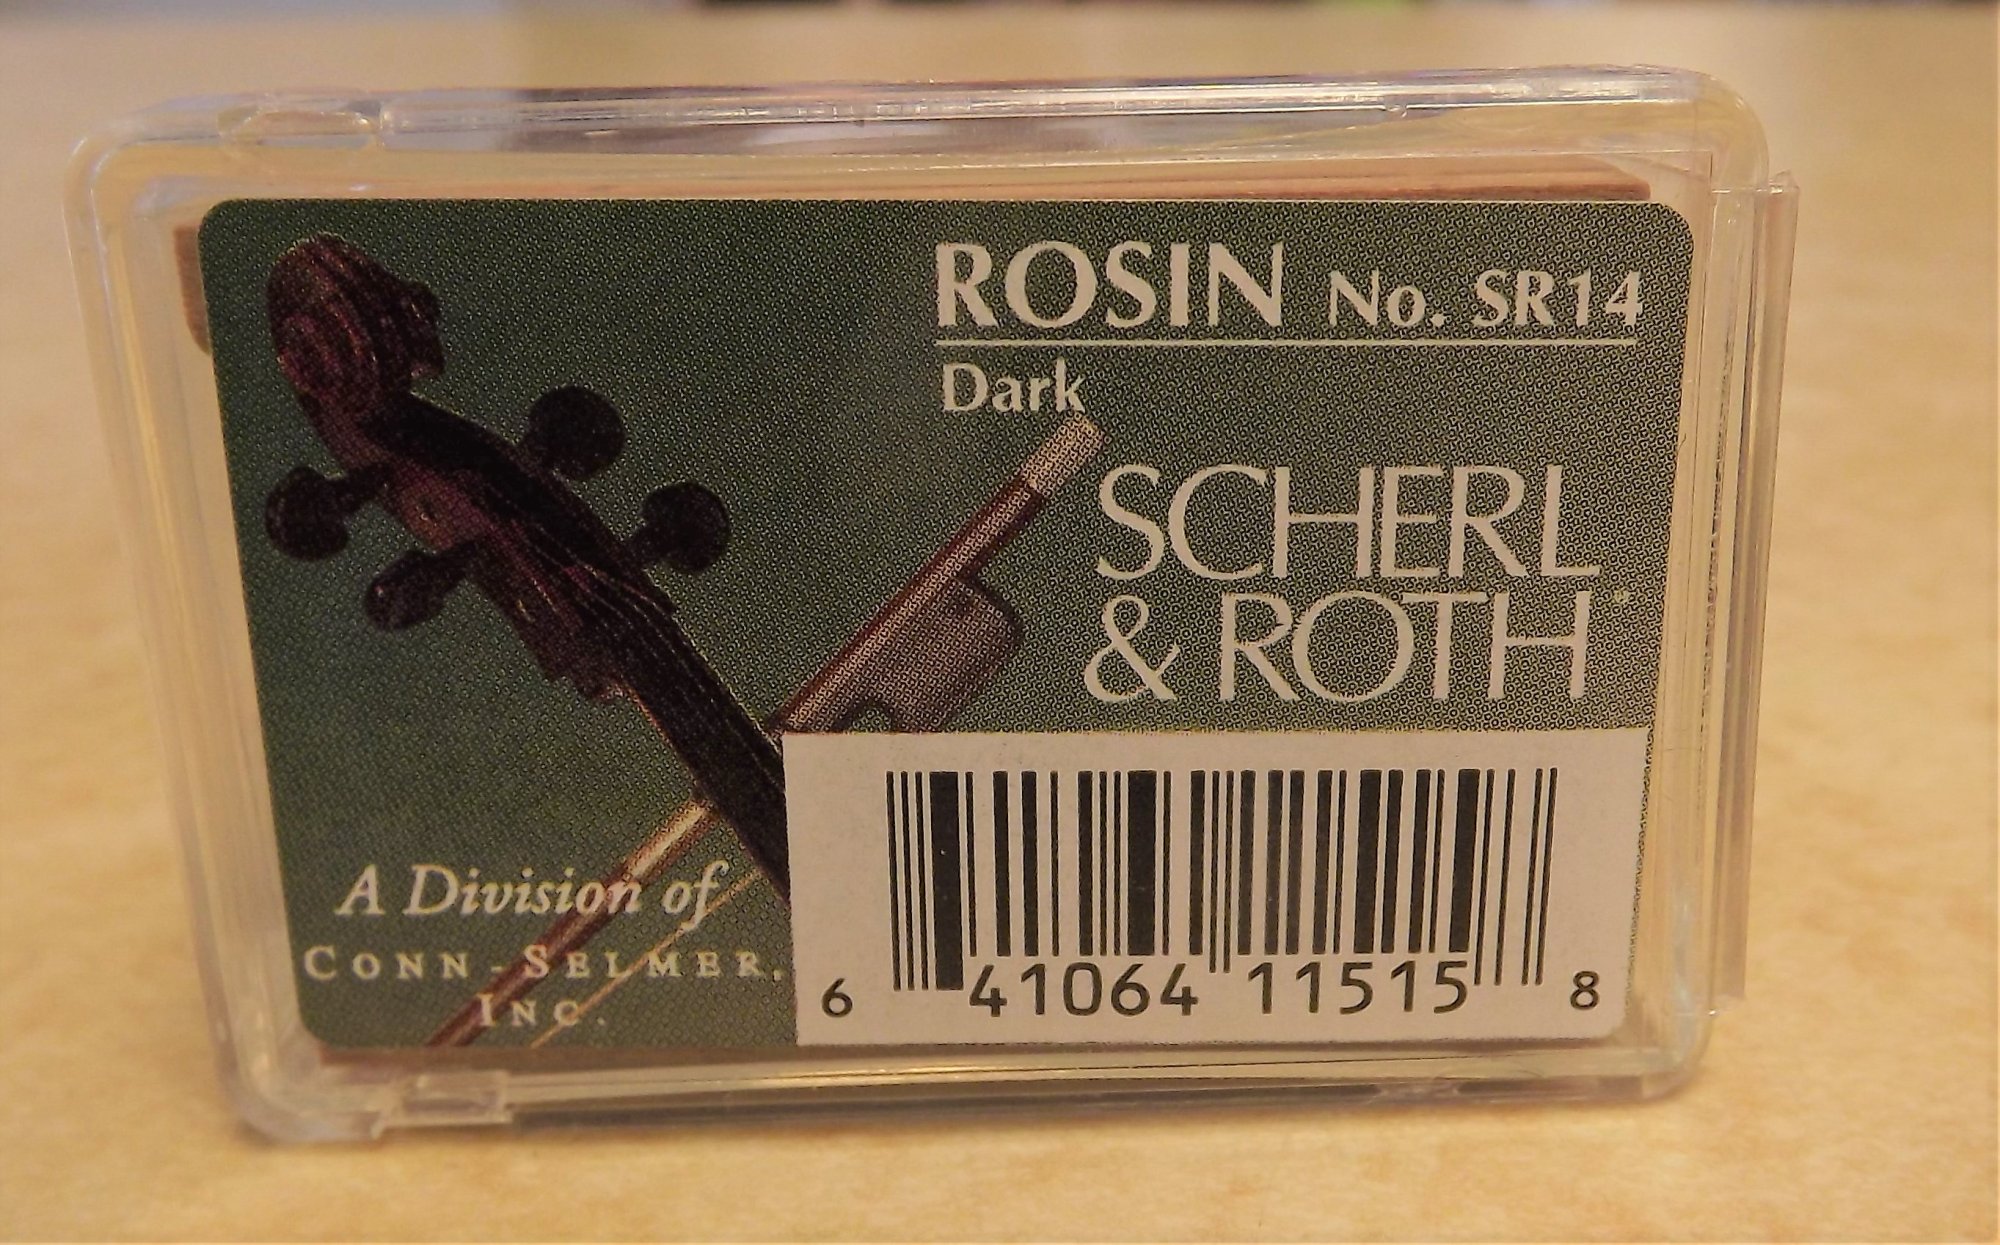 ROSIN No. SR14
Dark
SCHERL
& ROTH
A Division of
CONN-SELMER,
INC.
6 41064 11515 8